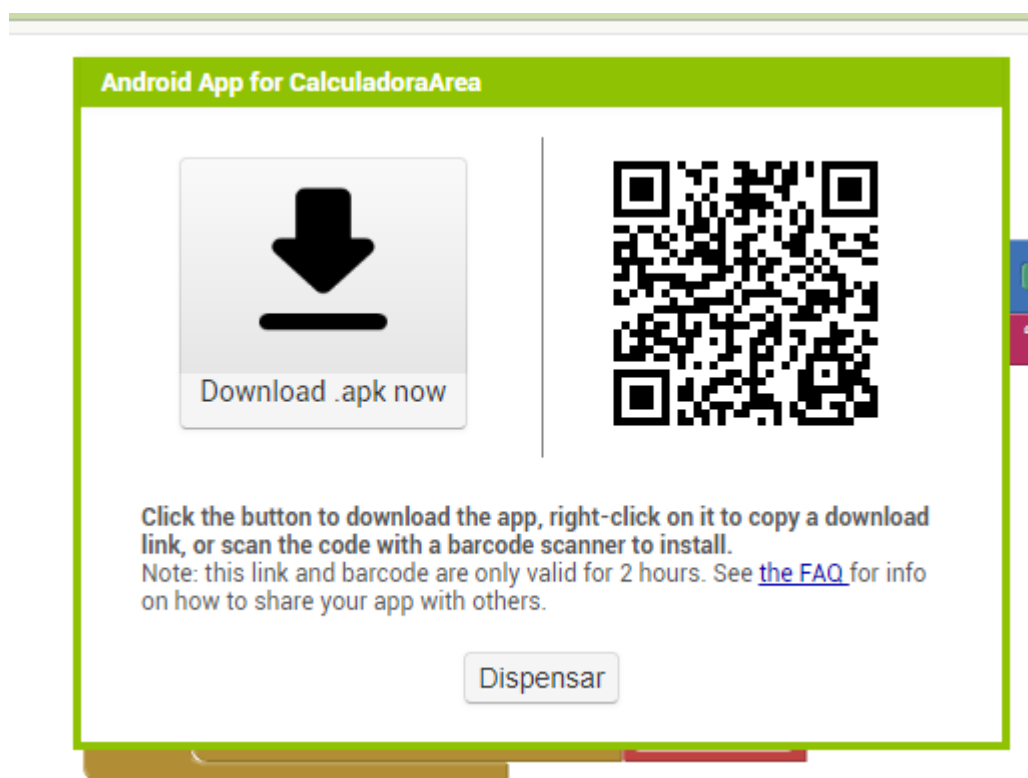 Android App for CalculadoraArea
Download .apk now
Click the button to download the app, right-click on it to copy a download
link, or scan the code with a barcode scanner to install.
Note: this link and barcode are only valid for 2 hours. See the FAQ for info
on how to share your app with others.
Dispensar